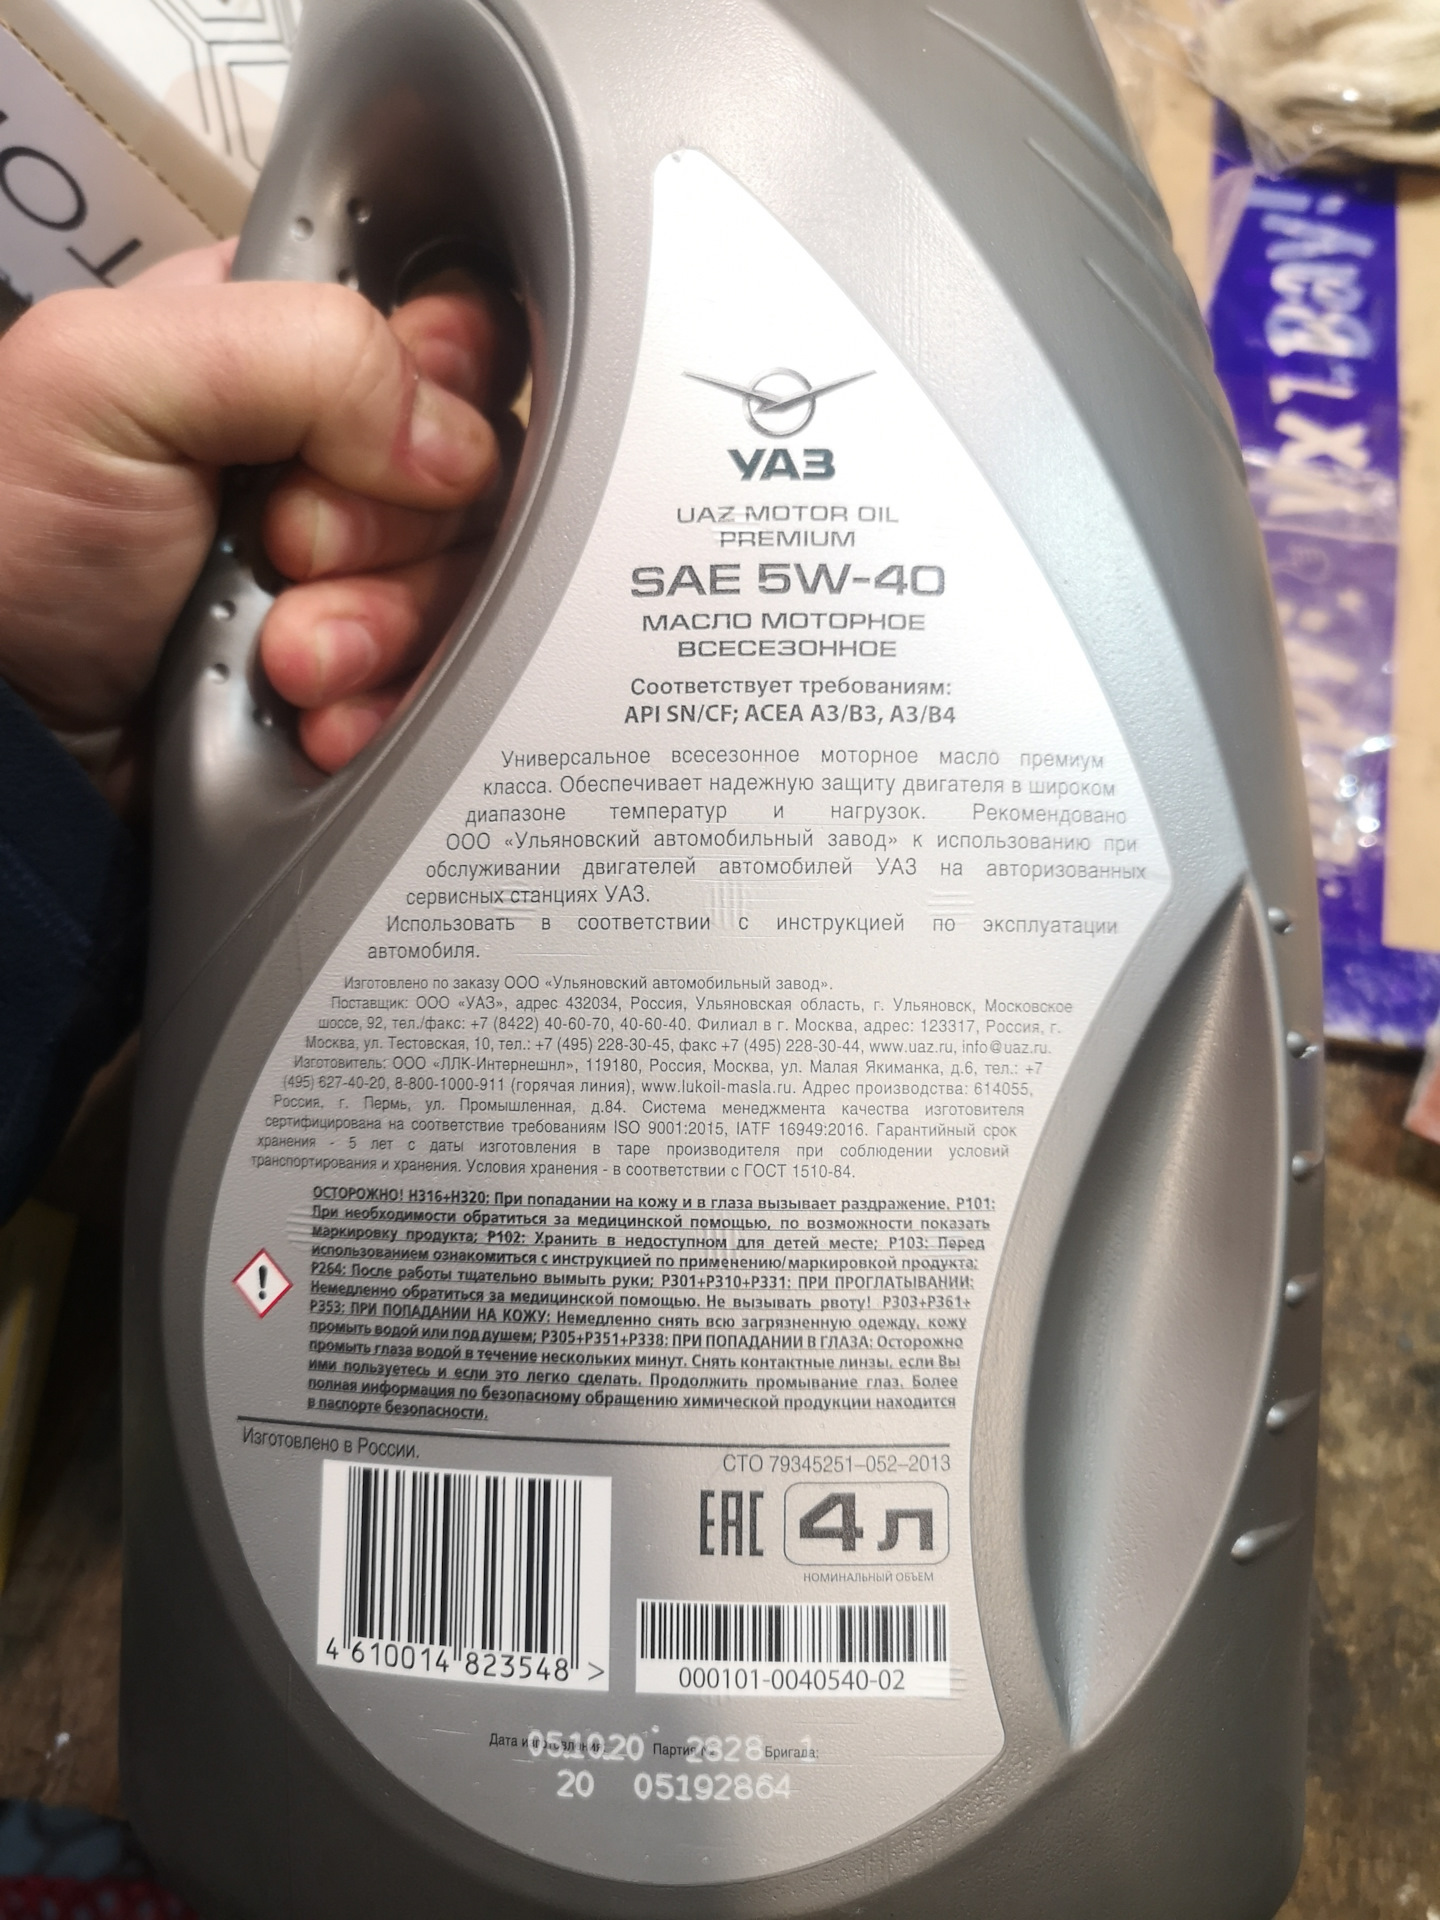 УАЗ
UAZ MOTOR OIL
PREMIUM
SAE 5W-40
МАСЛО МОТОРНОЕ
ВСЕСЕЗОННОЕ
Соответствует требованиям:
API SN/CF; ACEA A3/B3, A3/B4
Универсальное всесезонное моторное масло премиум
класса. Обеспечивает надежную защиту двигателя в широком
диапазоне температур и нагрузок. Рекомендовано
ООО «Ульяновский автомобильный завод» к использованию при
обслуживании двигателей автомобилей УАЗ на авторизованных
сервисных станциях УАЗ.
Использовать в соответствии с инструкцией по эксплуатации
автомобиля.
Изготовлено по заказу ООО «Ульяновский автомобильный завод».
Поставщик: ООО «УАЗ», адрес 432034, Россия, Ульяновская область, г. Ульяновск, Московское
шоссе, 92, тел./факс: +7 (8422) 40-60-70, 40-60-40. Филиал в г. Москва, адрес: 123317, Россия, г.
Москва, ул. Тестовская, 10, тел.: +7 (495) 228-30-45, факс +7 (495) 228-30-44, www.uaz.ru, info@uaz.ru.
Изготовитель: ООО «ЛЛК-Интернешнл», 119180, Россия, Москва, ул. Малая Якиманка, д.6, тел.: +7
(495) 627-40-20, 8-800-1000-911 (горячая линия), www.lukoil-masla.ru. Адрес производства: 614055,
Россия, г. Пермь, ул. Промышленная, д.84. Система менеджмента качества изготовителя
сертифицирована на соответствие требованиям ISO 9001:2015, IATF 16949:2016. Гарантийный срок
хранения - 5 лет с даты изготовления в таре производителя при соблюдении условий
транспортирования и хранения. Условия хранения - в соответствии с ГОСТ 1510-84.
ОСТОРОЖНО! H316+H320: При попадании на кожу и в глаза вызывает раздражение. P101:
При необходимости обратиться за медицинской помощью, по возможности показать
маркировку продукта; P102: Хранить в недоступном для детей месте; P103: Перед
использованием ознакомиться с инструкцией по применению/маркировкой продукта;
P264: После работы тщательно вымыть руки; P301+P310+P331: ПРИ ПРОГЛАТЫВАНИИ:
Немедленно обратиться за медицинской помощью. Не вызывать рвоту! P303+P361+
P353: ПРИ ПОПАДАНИИ НА КОЖУ: Немедленно снять всю загрязненную одежду, кожу
промыть водой или под душем; P305+P351+P338: ПРИ ПОПАДАНИИ В ГЛАЗА: Осторожно
промыть глаза водой в течение нескольких минут. Снять контактные линзы, если Вы
ими пользуетесь и если это легко сделать. Продолжить промывание глаз. Более
полная информация по безопасному обращению химической продукции находится
в паспорте безопасности.
Изготовлено в России.
СТО 79345251–052–2013
EAC 4 л
НОМИНАЛЬНЫЙ ОБЪЕМ
4 610014 823548 >
000101-0040540-02
Дата изготовления: 051020 Партия 2828 Бригада: 1
20 05192864